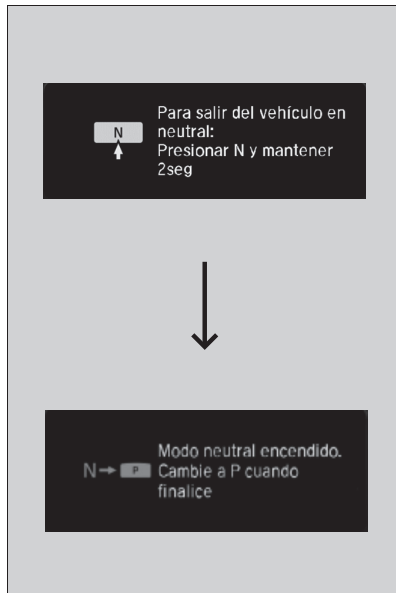 N
Para salir del vehículo en
neutral:
Presionar N y mantener
2seg
N → P
Modo neutral encendido.
Cambie a P cuando
finalice